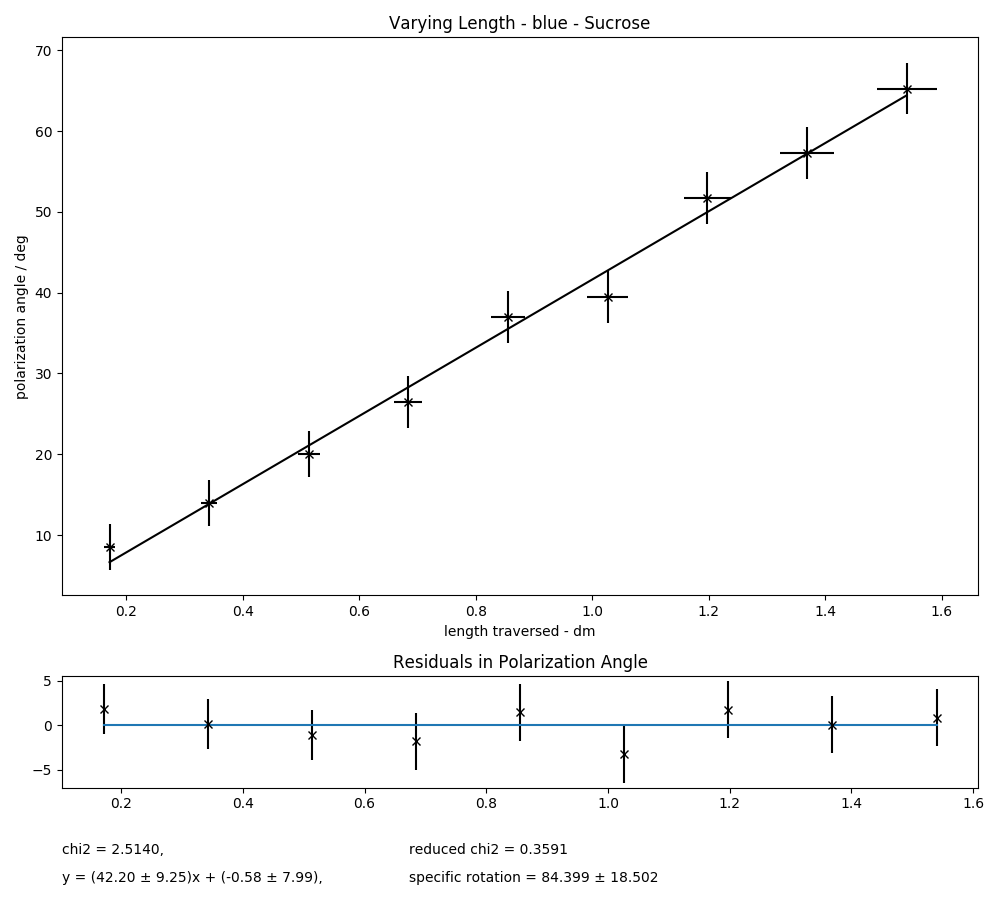 Varying Length - blue - Sucrose
polarization angle / deg
70
60
50
40
30
20
10
0.2 0.4 0.6 0.8 1.0 1.2 1.4 1.6
length traversed - dm
Residuals in Polarization Angle
5
0
−5
0.2 0.4 0.6 0.8 1.0 1.2 1.4 1.6
chi2 = 2.5140, reduced chi2 = 0.3591
y = (42.20 ± 9.25)x + (-0.58 ± 7.99), specific rotation = 84.399 ± 18.502